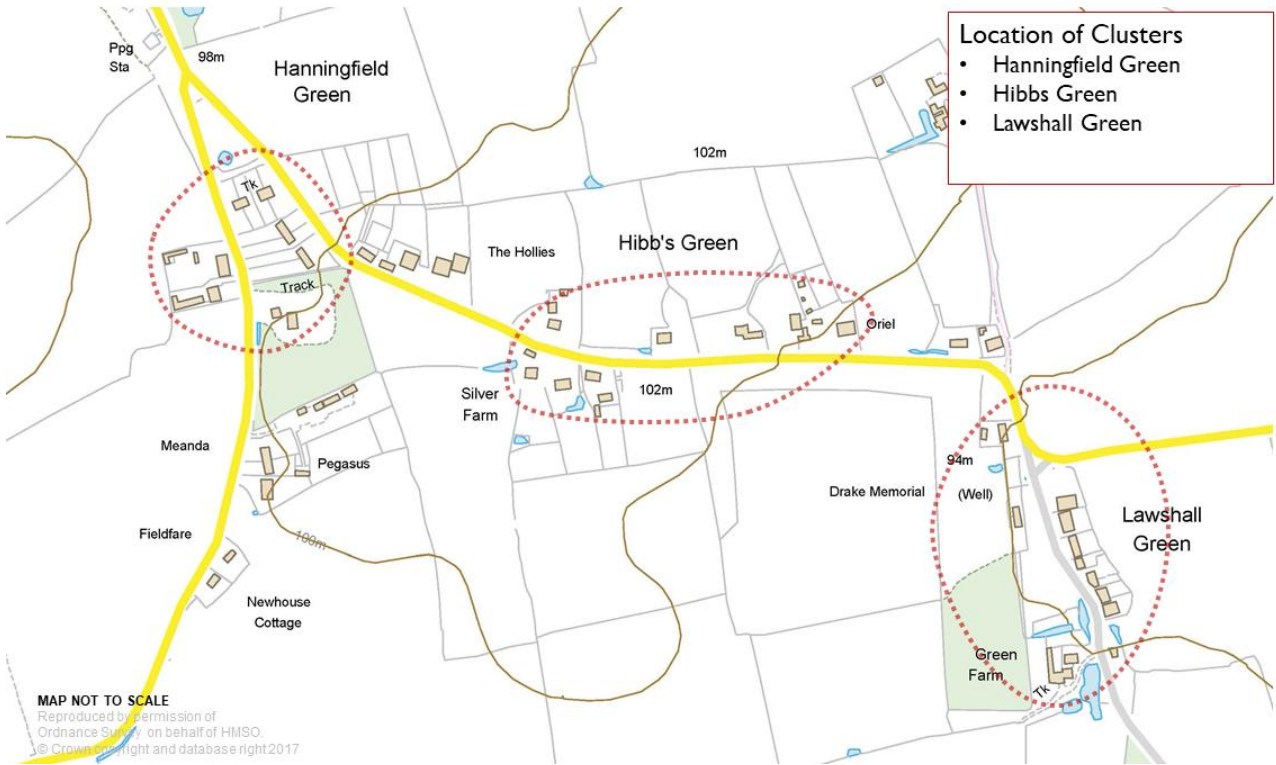 Location of Clusters
• Hanningfield Green
• Hibbs Green
• Lawshall Green
Ppg
Sta
98m
Hanningfield
Green
102m
Tk
The Hollies
Hibb's Green
Track
Oriel
Silver
Farm
102m
Meanda
Pegasus
94m
Drake Memorial
(Well)
Lawshall
Green
Fieldfare
100m
Newhouse
Cottage
Green
Farm
Tk
MAP NOT TO SCALE
Reproduced by permission of
Ordnance Survey on behalf of HMSO.
© Crown copyright and database right 2017